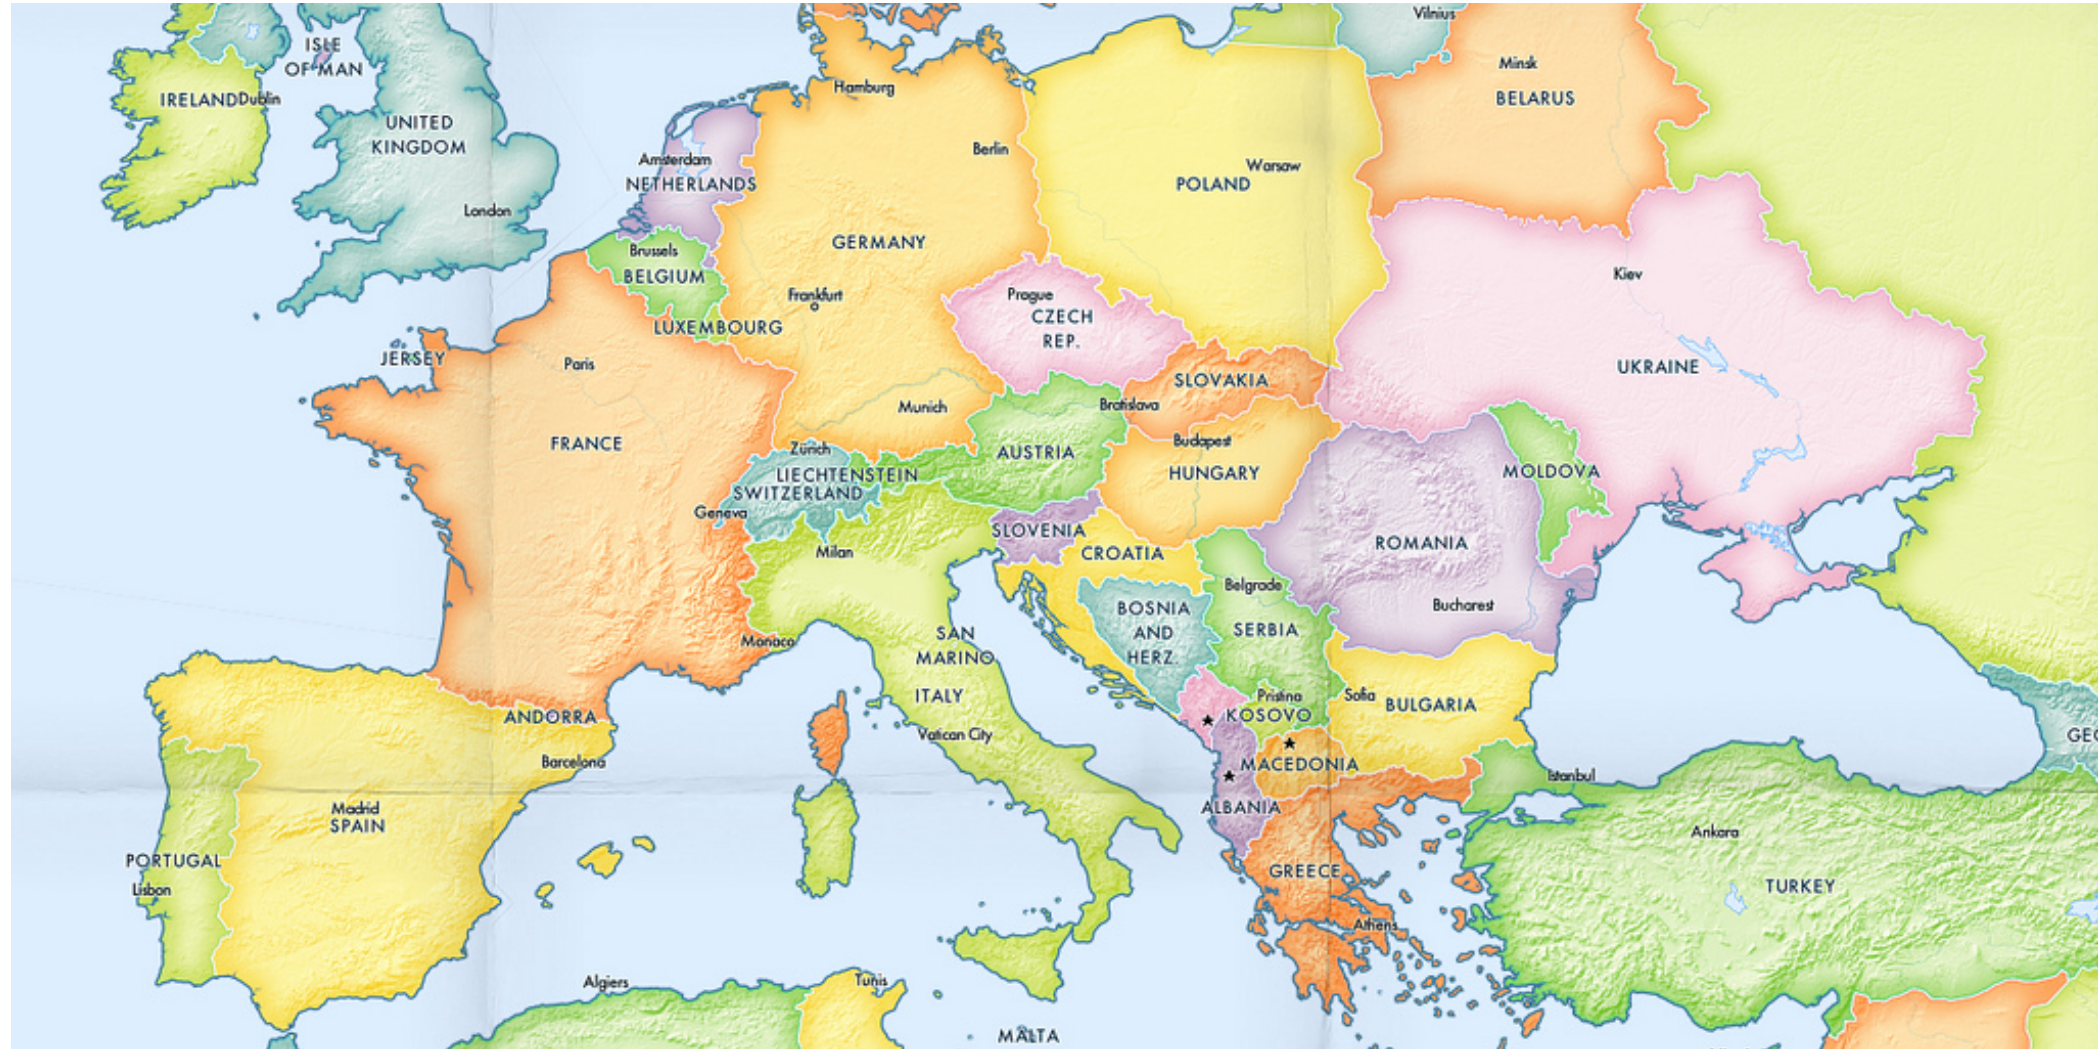 Vilnius
ISLE
OF MAN
Minsk
IRELAND
Dublin
Hamburg
BELARUS
UNITED
KINGDOM
Berlin
Amsterdam
Warsaw
NETHERLANDS
POLAND
London
GERMANY
Brussels
BELGIUM
Kiev
Frankfurt
Prague
CZECH
REP.
LUXEMBOURG
JERSEY
Paris
UKRAINE
SLOVAKIA
Munich
Bratislava
FRANCE
Zürich
AUSTRIA
Budapest
LIECHTENSTEIN
HUNGARY
MOLDOVA
SWITZERLAND
Geneva
SLOVENIA
Milan
CROATIA
ROMANIA
Belgrade
BOSNIA
AND
HERZ.
Bucharest
SERBIA
Monaco
SAN
MARINO
ITALY
Pristina
Sofia
BULGARIA
ANDORRA
KOSOVO
Vatican City
GEO
Barcelona
MACEDONIA
Istanbul
Madrid
SPAIN
ALBANIA
Ankara
PORTUGAL
Lisbon
GREECE
TURKEY
Athens
Algiers
Tunis
MALTA